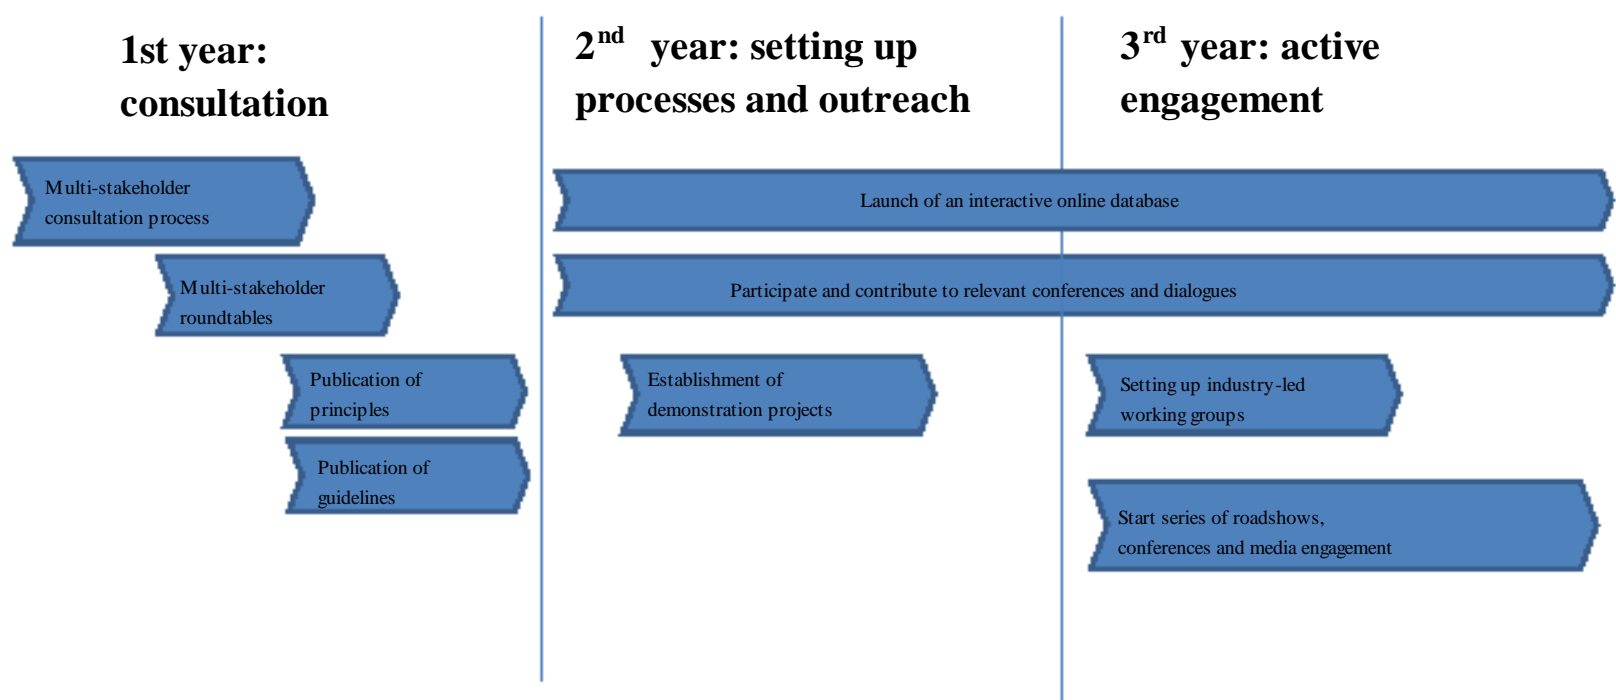 1st year:
consultation
2nd year: setting up
processes and outreach
3rd year: active
engagement
Multi-stakeholder
consultation process
Multi-stakeholder
roundtables
Publication of
principles
Publication of
guidelines
Launch of an interactive online database
Participate and contribute to relevant conferences and dialogues
Establishment of
demonstration projects
Setting up industry-led
working groups
Start series of roadshows,
conferences and media engagement